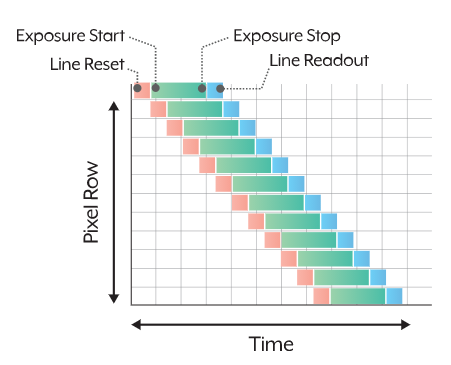 Exposure Start
Exposure Stop
Line Reset
Line Readout
Pixel Row
Time